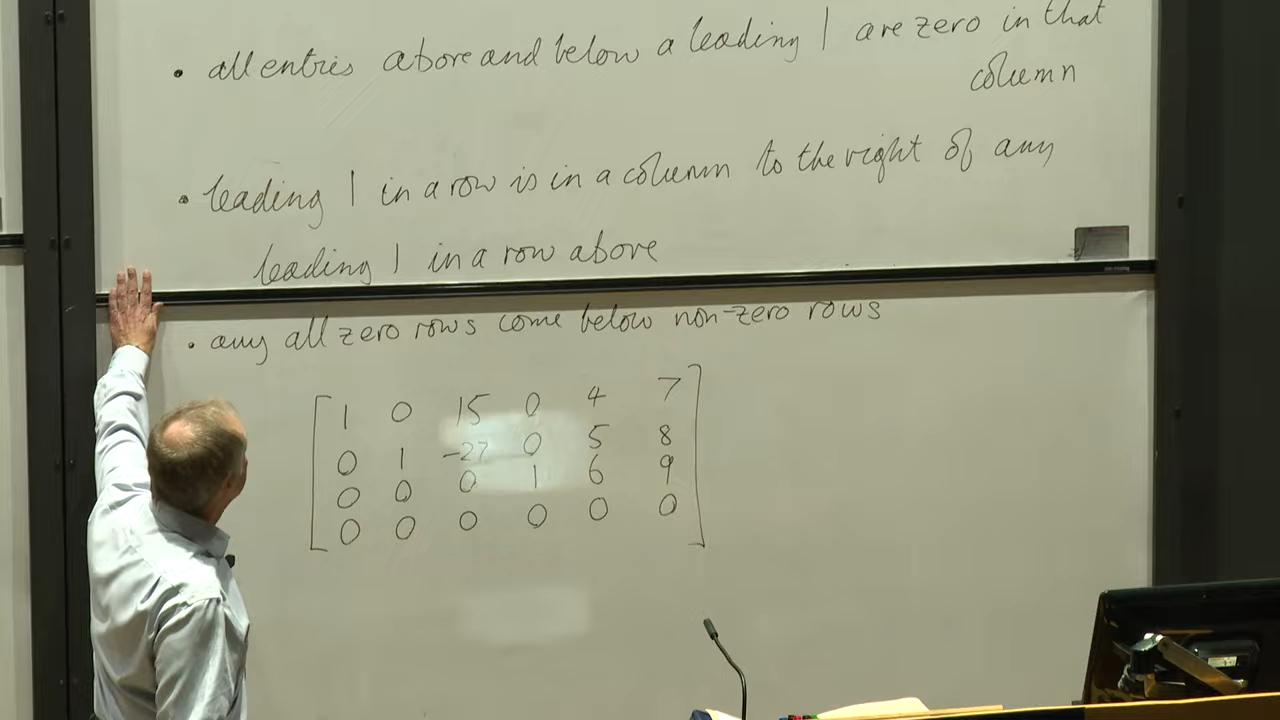 • all entries above and below a leading 1 are zero in that
column
• leading 1 in a row is in a column to the right of any
leading 1 in a row above
• any all zero rows come below non-zero rows
1 0 15 0 4 7
0 1 -27 0 5 8
0 0 0 1 6 9
0 0 0 0 0 0